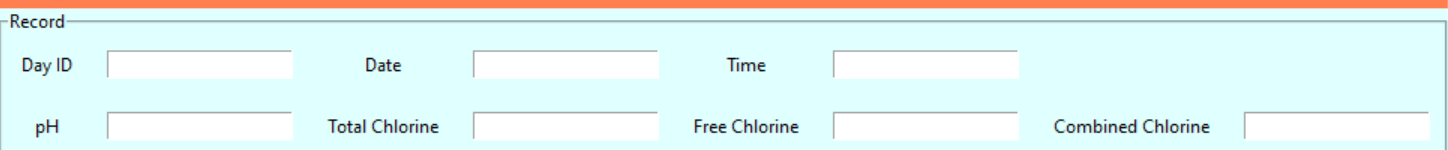 Record
Day ID Date Time
pH Total Chlorine Free Chlorine Combined Chlorine